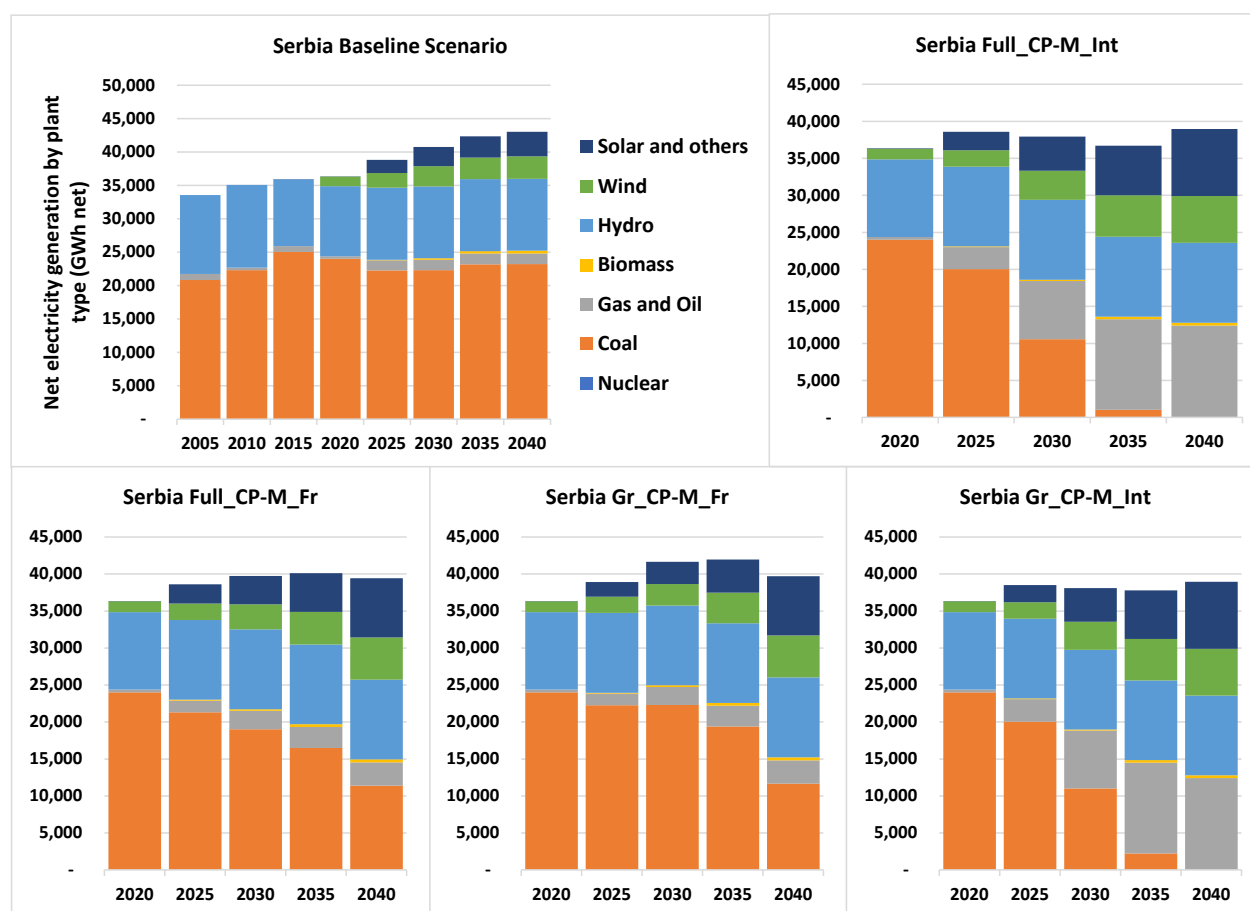 Serbia Baseline Scenario
Net electricity generation by plant
type (GWh net)
50,000
45,000
40,000
35,000
30,000
25,000
20,000
15,000
10,000
5,000
-
2005 2010 2015 2020 2025 2030 2035 2040
Solar and others
Wind
Hydro
Biomass
Gas and Oil
Coal
Nuclear
Serbia Full_CP-M_Int
45,000
40,000
35,000
30,000
25,000
20,000
15,000
10,000
5,000
-
2020 2025 2030 2035 2040
Serbia Full_CP-M_Fr
45,000
40,000
35,000
30,000
25,000
20,000
15,000
10,000
5,000
-
2020 2025 2030 2035 2040
Serbia Gr_CP-M_Fr
45,000
40,000
35,000
30,000
25,000
20,000
15,000
10,000
5,000
-
2020 2025 2030 2035 2040
Serbia Gr_CP-M_Int
45,000
40,000
35,000
30,000
25,000
20,000
15,000
10,000
5,000
-
2020 2025 2030 2035 2040